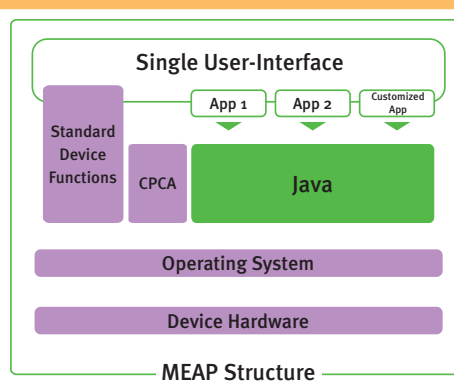 Single User-Interface
App 1
App 2
Customized
App
Standard
Device
Functions
CPCA
Java
Operating System
Device Hardware
MEAP Structure